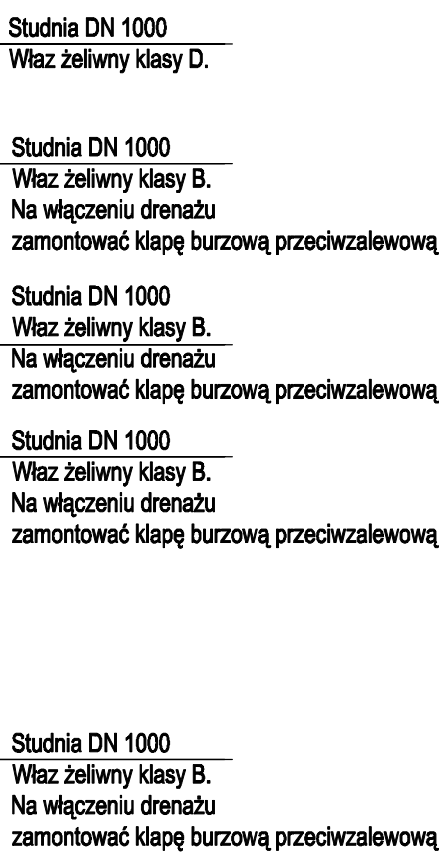 Studnia DN 1000
Właz żeliwny klasy D.
Studnia DN 1000
Właz żeliwny klasy B.
Na włączeniu drenażu
zamontować klapę burzową przeciwzalewową
Studnia DN 1000
Właz żeliwny klasy B.
Na włączeniu drenażu
zamontować klapę burzową przeciwzalewową
Studnia DN 1000
Właz żeliwny klasy B.
Na włączeniu drenażu
zamontować klapę burzową przeciwzalewową
Studnia DN 1000
Właz żeliwny klasy B.
Na włączeniu drenażu
zamontować klapę burzową przeciwzalewową